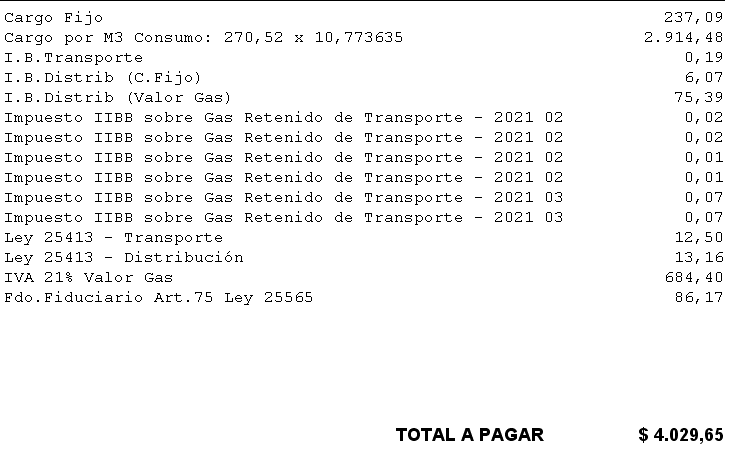 Cargo Fijo 237,09
Cargo por M3 Consumo: 270,52 x 10,773635 2.914,48
I.B.Transporte 0,19
I.B.Distrib (C.Fijo) 6,07
I.B.Distrib (Valor Gas) 75,39
Impuesto IIBB sobre Gas Retenido de Transporte - 2021 02 0,02
Impuesto IIBB sobre Gas Retenido de Transporte - 2021 02 0,02
Impuesto IIBB sobre Gas Retenido de Transporte - 2021 02 0,01
Impuesto IIBB sobre Gas Retenido de Transporte - 2021 02 0,01
Impuesto IIBB sobre Gas Retenido de Transporte - 2021 03 0,07
Impuesto IIBB sobre Gas Retenido de Transporte - 2021 03 0,07
Ley 25413 - Transporte 12,50
Ley 25413 - Distribución 13,16
IVA 21% Valor Gas 684,40
Fdo.Fiduciario Art.75 Ley 25565 86,17
TOTAL A PAGAR $ 4.029,65